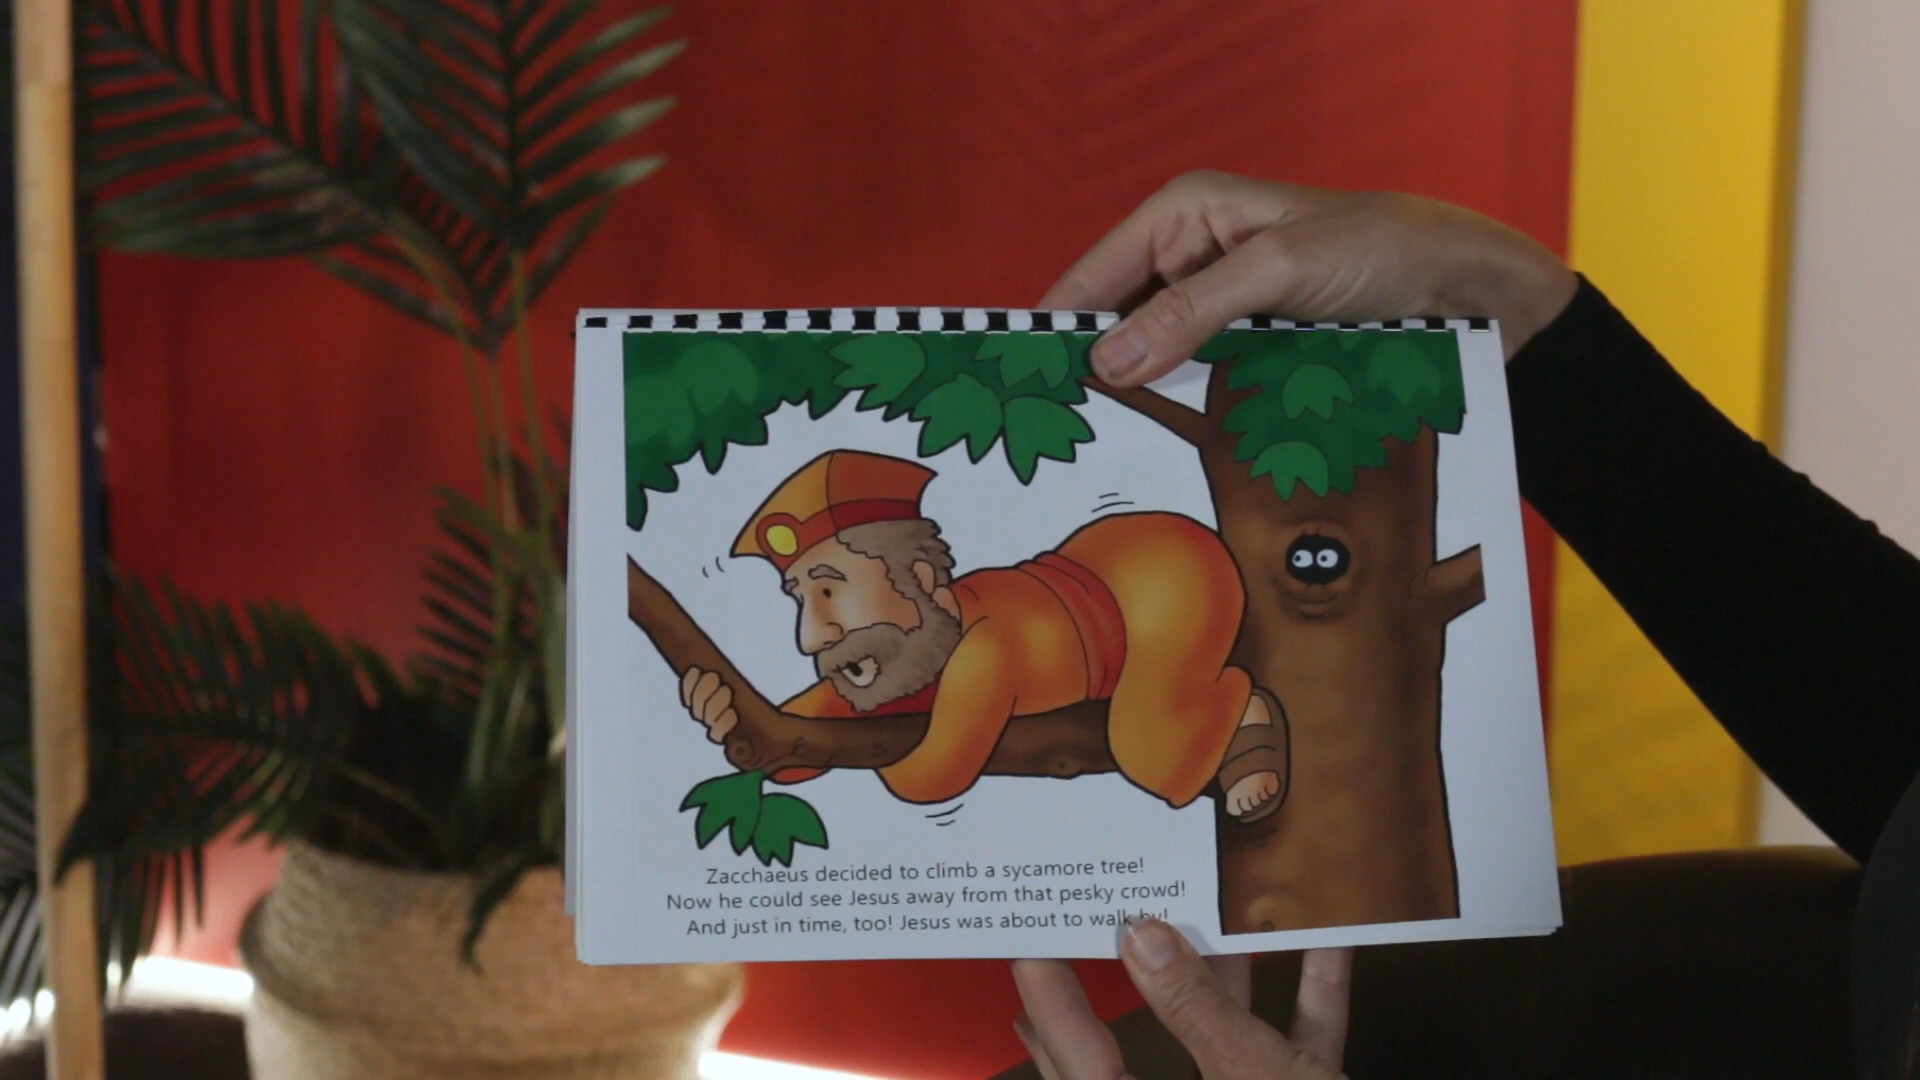 Zacchaeus decided to climb a sycamore tree!
Now he could see Jesus away from that pesky crowd!
And just in time, too! Jesus was about to walk by!